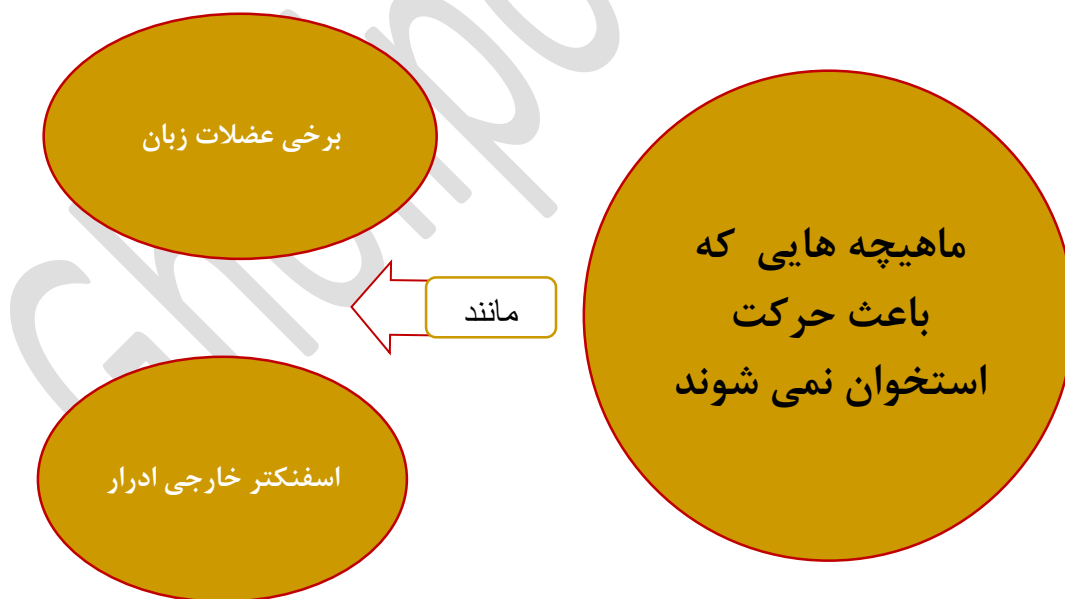 ماهیچه هایی که
باعث حرکت
استخوان نمی شوند
مانند
برخی عضلات زبان
اسفنکتر خارجی ادرار